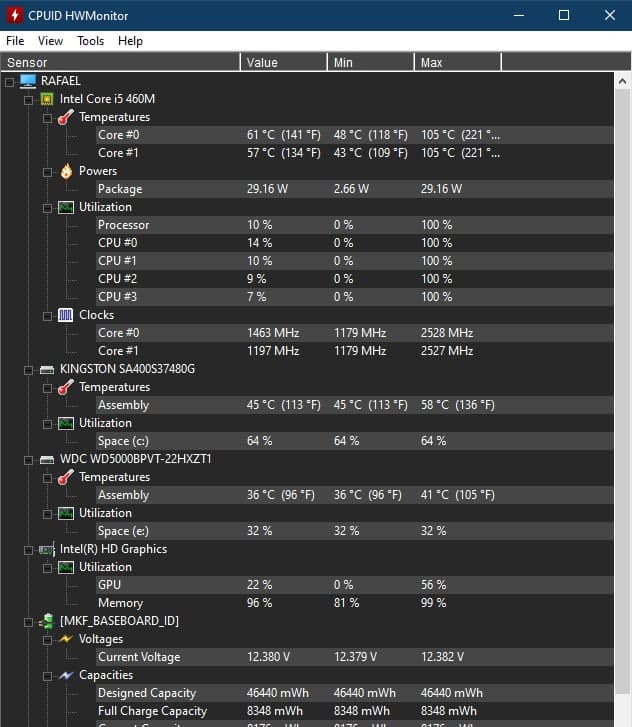 CPUID HWMonitor
File View Tools Help
Sensor Value Min Max
RAFAEL
Intel Core i5 460M
Temperatures
Core #0 61 °C (141 °F) 48 °C (118 °F) 105 °C (221 °...
Core #1 57 °C (134 °F) 43 °C (109 °F) 105 °C (221 °...
Powers
Package 29.16 W 2.66 W 29.16 W
Utilization
Processor 10 % 0 % 100 %
CPU #0 14 % 0 % 100 %
CPU #1 10 % 0 % 100 %
CPU #2 9 % 0 % 100 %
CPU #3 7 % 0 % 100 %
Clocks
Core #0 1463 MHz 1179 MHz 2528 MHz
Core #1 1197 MHz 1179 MHz 2527 MHz
KINGSTON SA400S37480G
Temperatures
Assembly 45 °C (113 °F) 45 °C (113 °F) 58 °C (136 °F)
Utilization
Space (c:) 64 % 64 % 64 %
WDC WD5000BPVT-22HXZT1
Temperatures
Assembly 36 °C (96 °F) 36 °C (96 °F) 41 °C (105 °F)
Utilization
Space (e:) 32 % 32 % 32 %
Intel(R) HD Graphics
Utilization
GPU 22 % 0 % 56 %
Memory 96 % 81 % 99 %
[MKF_BASEBOARD_ID]
Voltages
Current Voltage 12.380 V 12.379 V 12.382 V
Capacities
Designed Capacity 46440 mWh 46440 mWh 46440 mWh
Full Charge Capacity 8348 mWh 8348 mWh 8348 mWh
Current Capacity 8176 mWh 8176 mWh